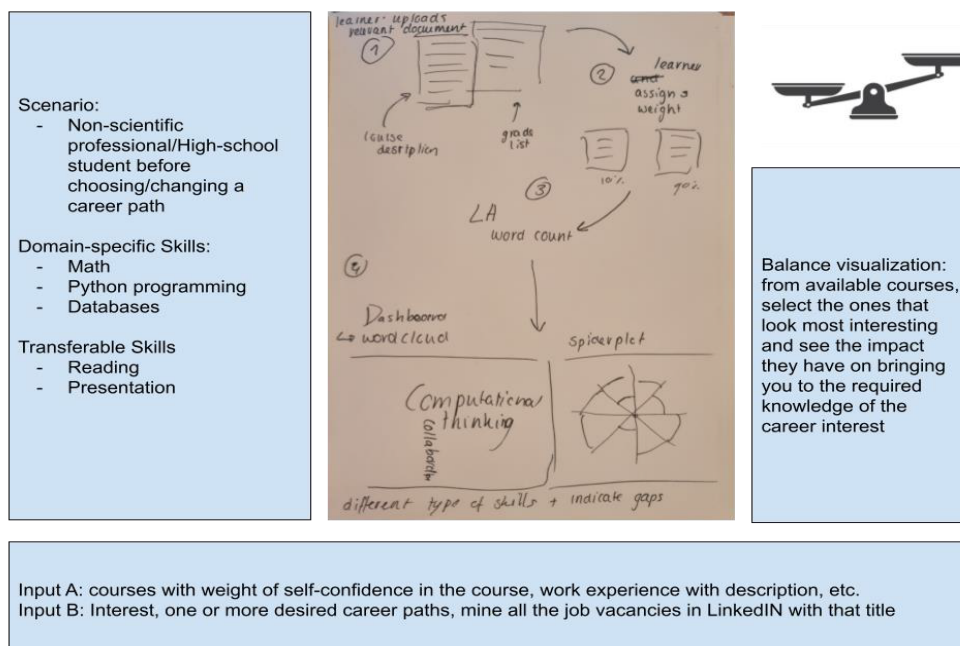 Scenario:
- Non-scientific
professional/High-school
student before
choosing/changing a
career path
Domain-specific Skills:
- Math
- Python programming
- Databases
Transferable Skills
- Reading
- Presentation
learner uploads
relevant document
1
course
desription
grade
list
2
learner
assigns
weight
10%
90%
3
LA
word count
4
Dashboard
wordcloud
spiderplot
Computational
thinking
different type of skills + indicate gaps
Balance visualization:
from available courses,
select the ones that
look most interesting
and see the impact
they have on bringing
you to the required
knowledge of the
career interest
Input A: courses with weight of self-confidence in the course, work experience with description, etc.
Input B: Interest, one or more desired career paths, mine all the job vacancies in LinkedIN with that title